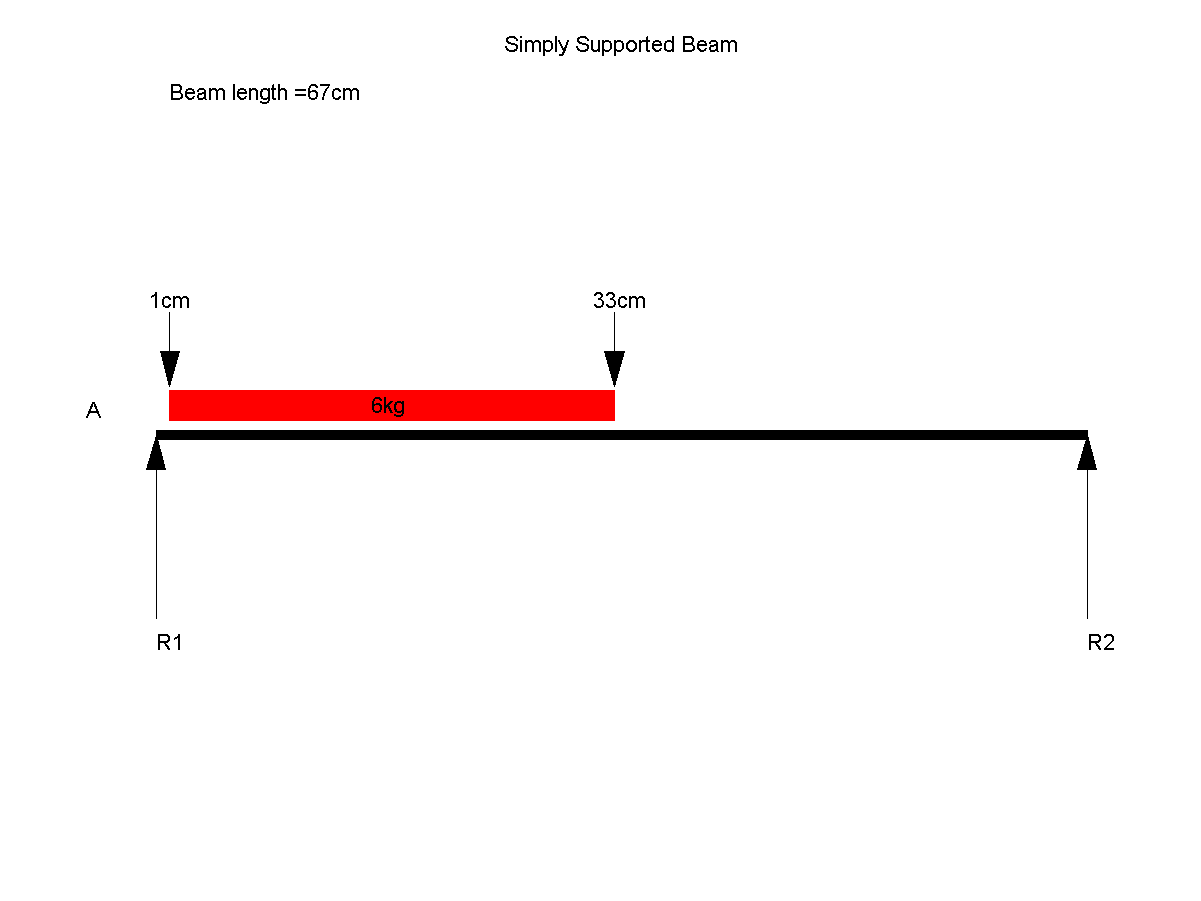 Simply Supported Beam
Beam length =67cm
1cm 33cm
6kg
A
R1 R2